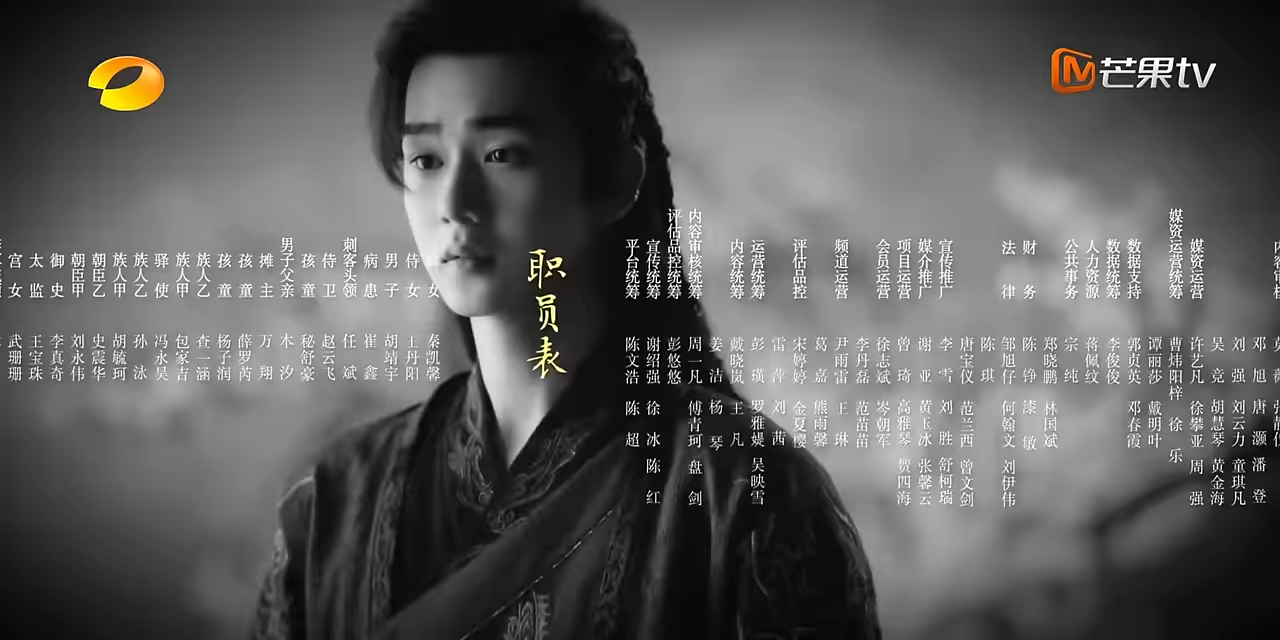 芒果tv
宫女 武珊珊
太监 王宝珠
御史 李真奇
朝臣甲 刘永伟
朝臣乙 史震华
族人甲 胡毓珂
族人乙 孙泳
驿使 冯永昊
族人甲 包家吉
族人乙 查一涵
孩童 杨子润
孩童 薛罗芮
摊主 万翔
男子父亲 本汐
孩童 秘舒豪
侍卫 赵云飞
刺客头领 任斌
病患 崔鑫
男子 胡靖宇
侍女 王丹阳
女 秦凯馨
职员表
平台统筹 陈文浩 陈超
宣传统筹 谢绍强 徐冰 陈红
评估品控统筹 彭悠悠
内容审核统筹 周一凡 傅青珂 盘剑
姜洁 杨琴
内容统筹 戴晓岚 王凡
运营统筹 彭璜 罗雅媞 吴映雪
雷萍 刘茜
评估品控 宋婷婷 金夏樱
葛嘉 熊雨馨
频道运营 尹雨雷 王琳
李丹磊 范苗苗
会员运营 徐志斌 岑朝军
项目运营 曾琦 高雅琴 贺四海
媒介推广 谢亚 黄玉冰 张馨云
宣传推广 李雪 刘胜 舒柯瑞
唐宝仪 范兰西 曾文剑
陈琪
法律 邹旭仔 何翰文 刘伊伟
财务 陈铮 漆敏
郑晓鹏 林国斌
公共事务 宗纯
人力资源 蒋佩纹
数据统筹 李俊俊
数据支持 郭贞英 邓春霞
谭丽莎 戴明叶
媒资运营统筹 曹炜阳梓 徐乐
媒资运营 许艺凡 徐攀亚 周强
吴竞 胡慧琴 黄金海
刘强 刘云力 童琪凡
邓旭 唐灏 潘登